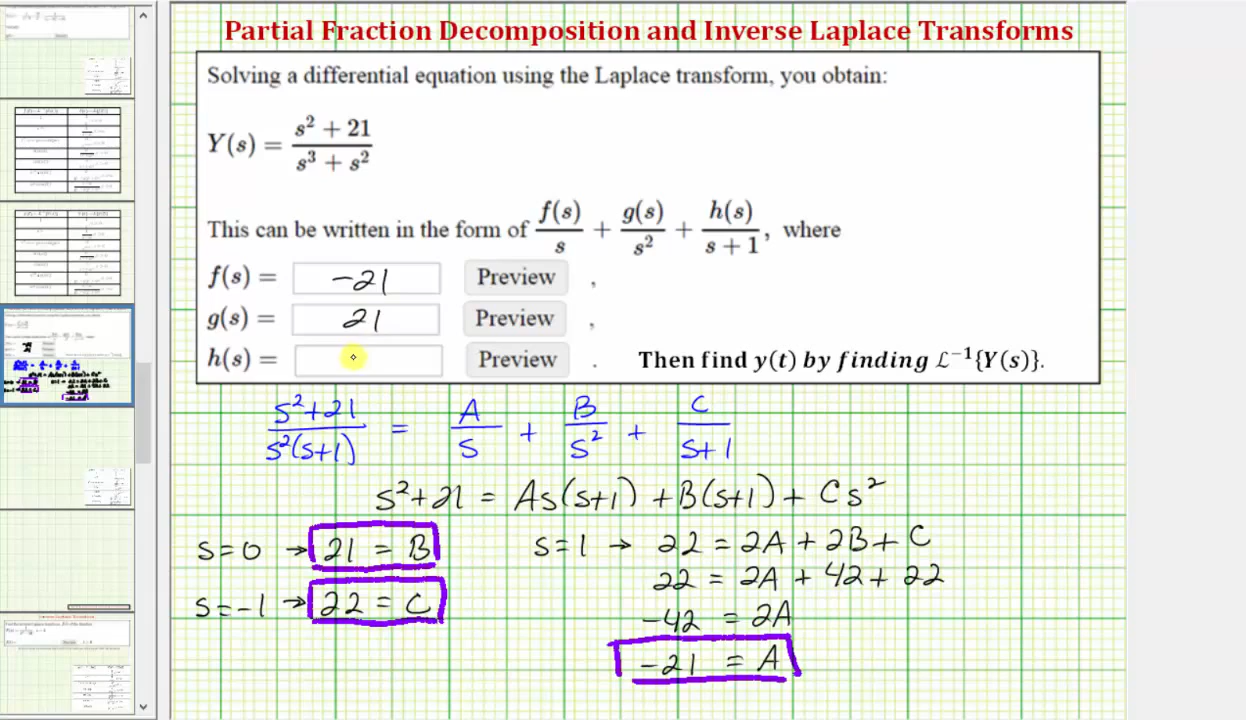 Partial Fraction Decomposition and Inverse Laplace Transforms
Solving a differential equation using the Laplace transform, you obtain:
Y(s) = (s² + 21)/(s³ + s²)
This can be written in the form of f(s)/s + g(s)/s² + h(s)/(s + 1), where
f(s) = -21 Preview ,
g(s) = 21 Preview ,
h(s) = Preview . Then find y(t) by finding ℒ⁻¹{Y(s)}.
(s²+21)/(s²(s+1)) = A/s + B/s² + C/(s+1)
s²+21 = As(s+1) + B(s+1) + Cs²
s=0 → 21 = B
s=-1 → 22 = C
s=1 → 22 = 2A + 2B + C
22 = 2A + 42 + 22
-42 = 2A
-21 = A